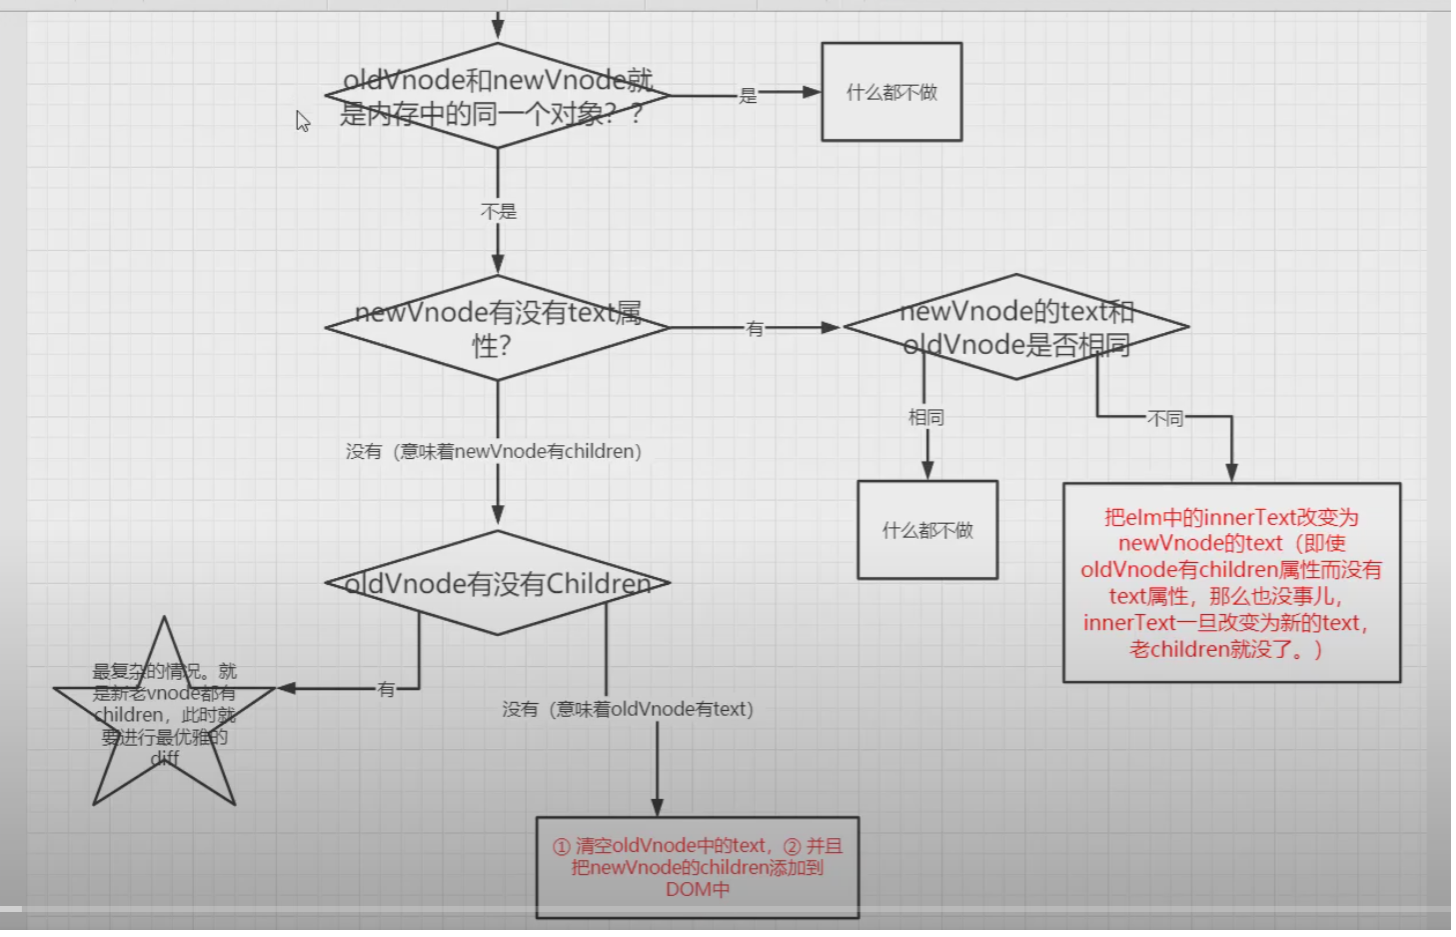 oldVnode和newVnode就
是内存中的同一个对象？？
是
什么都不做
不是
newVnode有没有text属
性？
有
newVnode的text和
oldVnode是否相同
相同
不同
没有（意味着newVnode有children）
什么都不做
把elm中的innerText改变为
newVnode的text（即使
oldVnode有children属性而没有
text属性，那么也没事儿，
innerText一旦改变为新的text，
老children就没了。）
oldVnode有没有Children
有
最复杂的情况。就
是新老vnode都有
children，此时就
要进行最优雅的
diff
没有（意味着oldVnode有text）
① 清空oldVnode中的text，② 并且
把newVnode的children添加到
DOM中